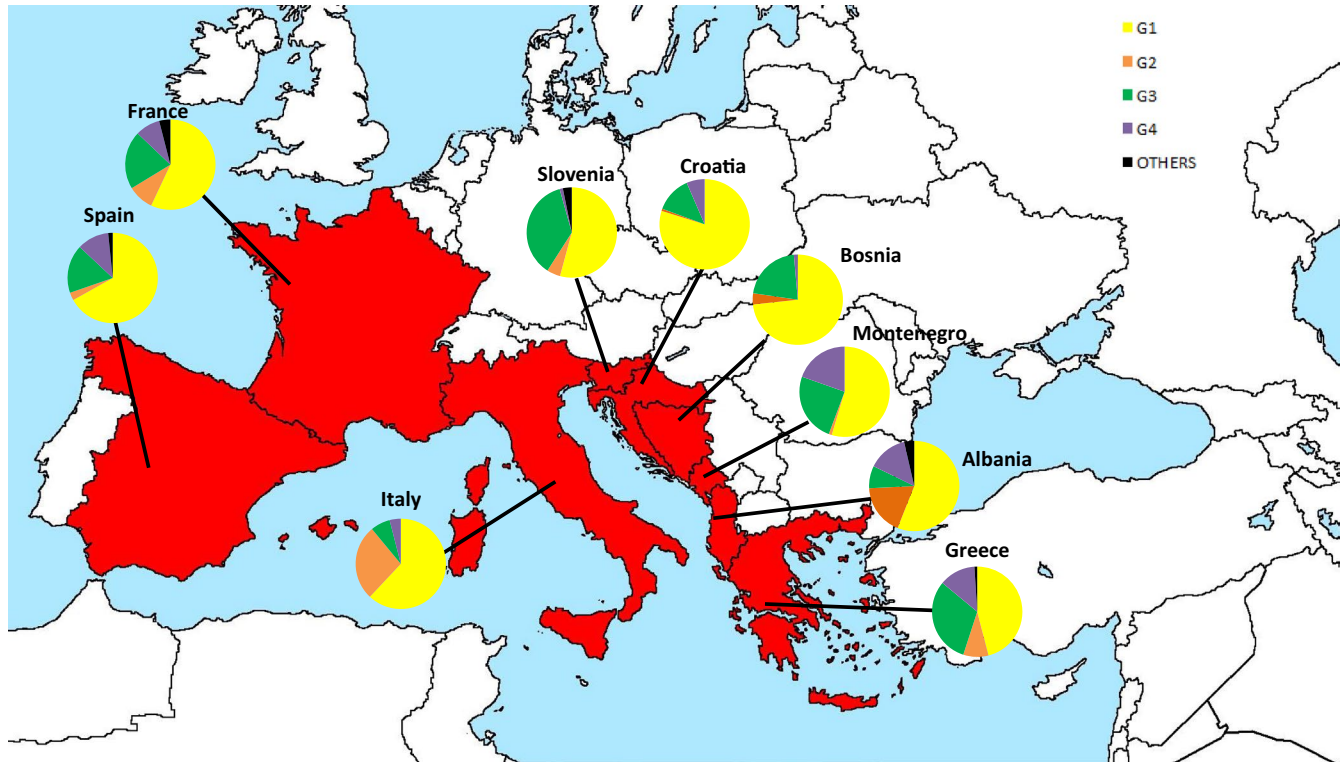 G1
G2
G3
G4
OTHERS
France
Spain
Slovenia
Croatia
Bosnia
Montenegro
Albania
Italy
Greece